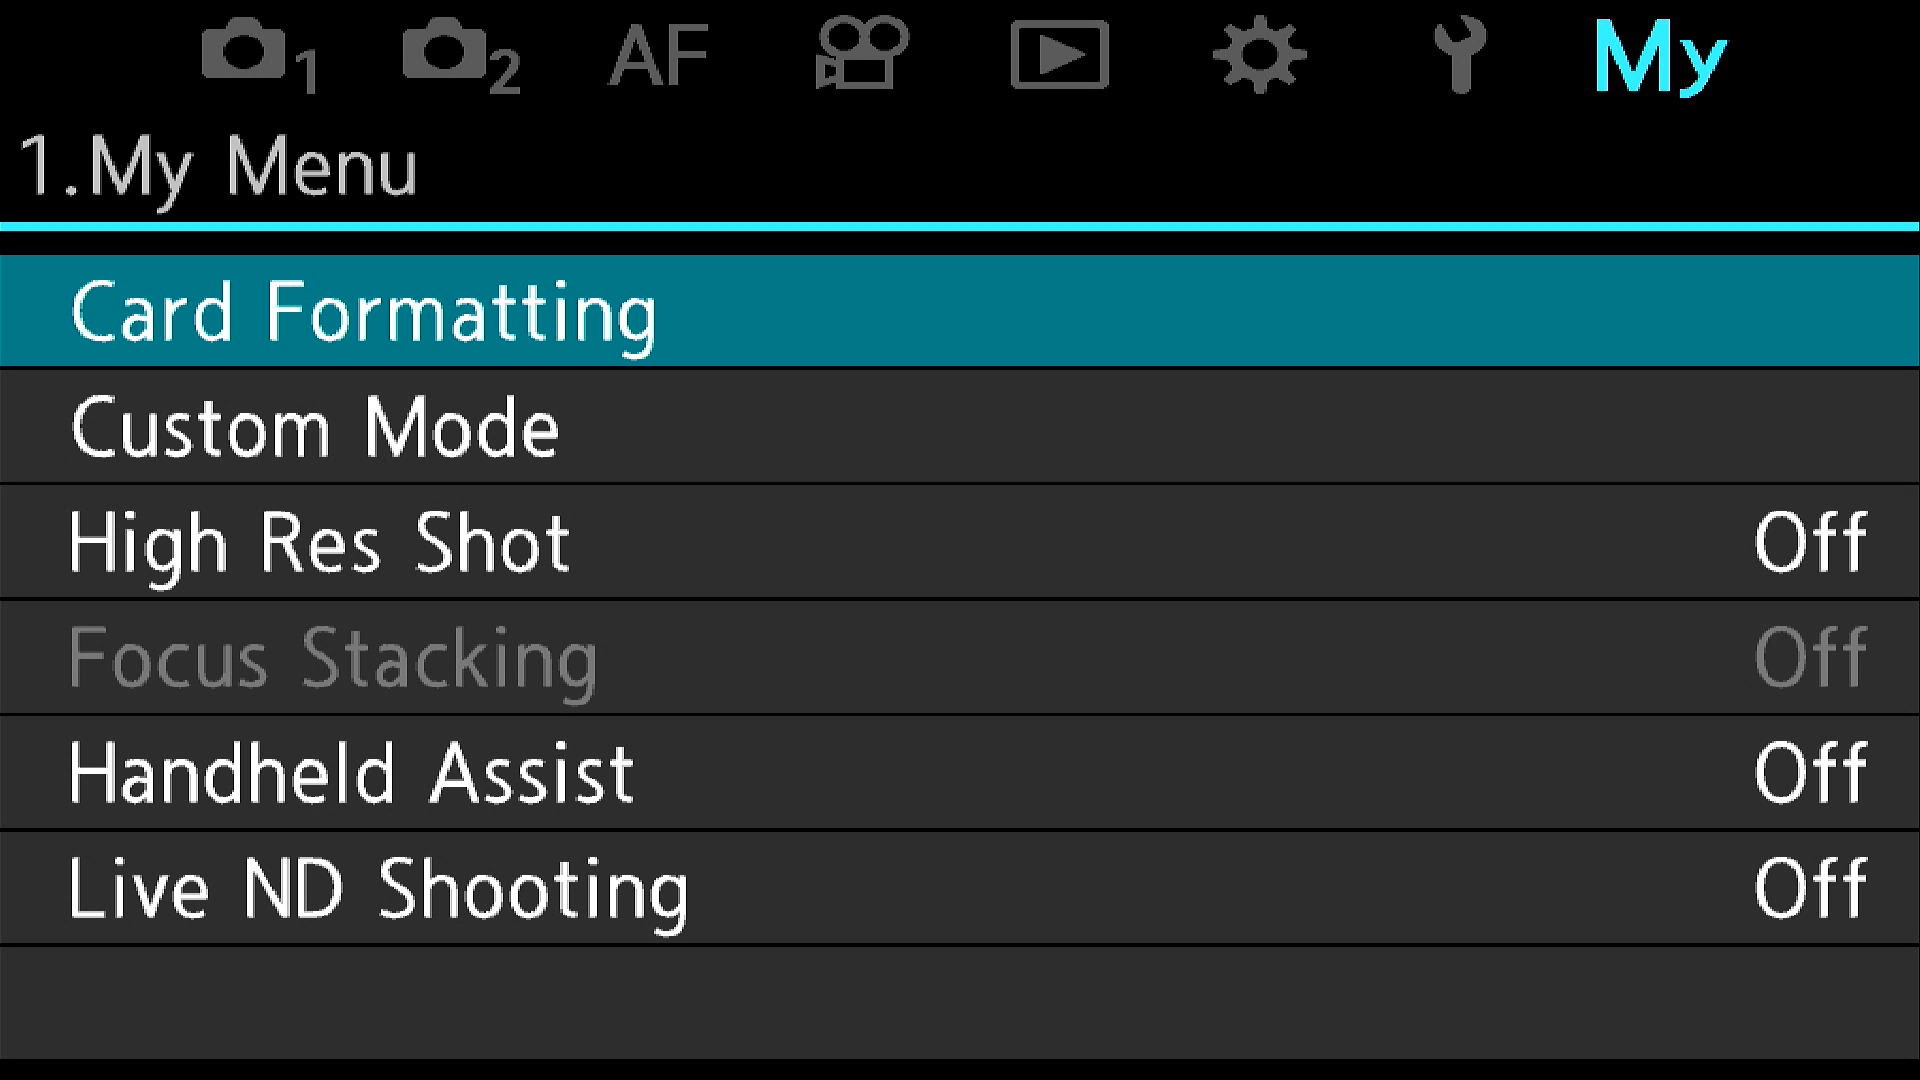 1 2 AF My
1.My Menu
Card Formatting
Custom Mode
High Res Shot Off
Focus Stacking Off
Handheld Assist Off
Live ND Shooting Off